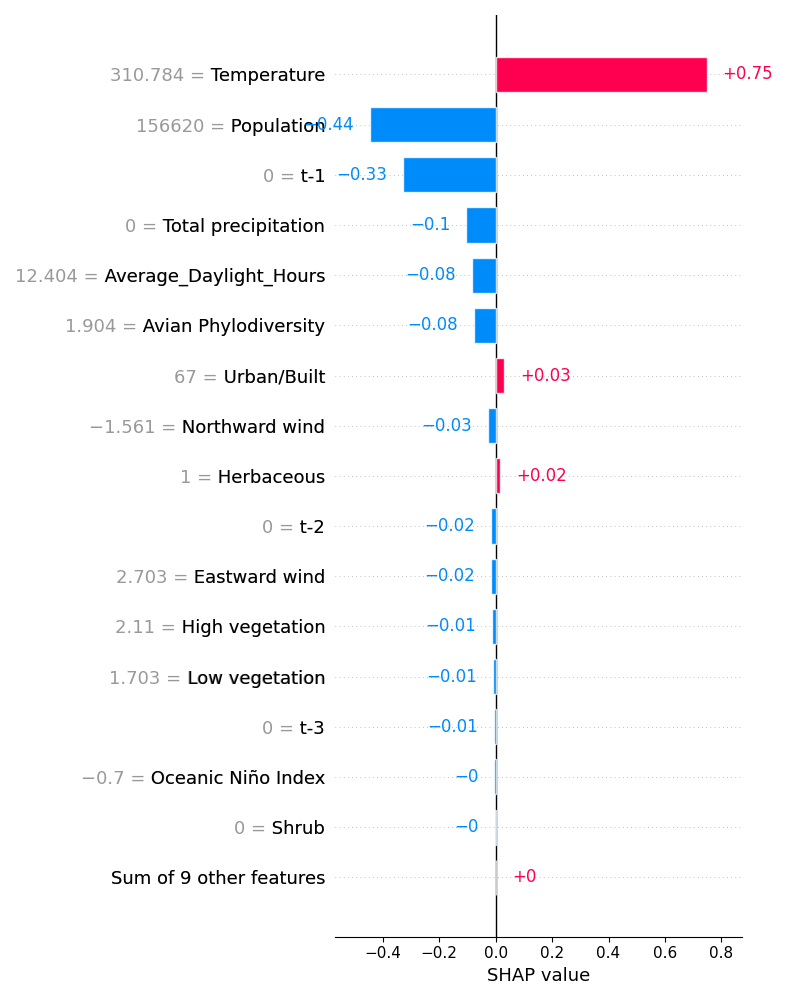 310.784 = Temperature +0.75
156620 = Population −0.44
0 = t-1 −0.33
0 = Total precipitation −0.1
12.404 = Average_Daylight_Hours −0.08
1.904 = Avian Phylodiversity −0.08
67 = Urban/Built +0.03
−1.561 = Northward wind −0.03
1 = Herbaceous +0.02
0 = t-2 −0.02
2.703 = Eastward wind −0.02
2.11 = High vegetation −0.01
1.703 = Low vegetation −0.01
0 = t-3 −0.01
−0.7 = Oceanic Niño Index −0
0 = Shrub −0
Sum of 9 other features +0
−0.4 −0.2 0.0 0.2 0.4 0.6 0.8
SHAP value